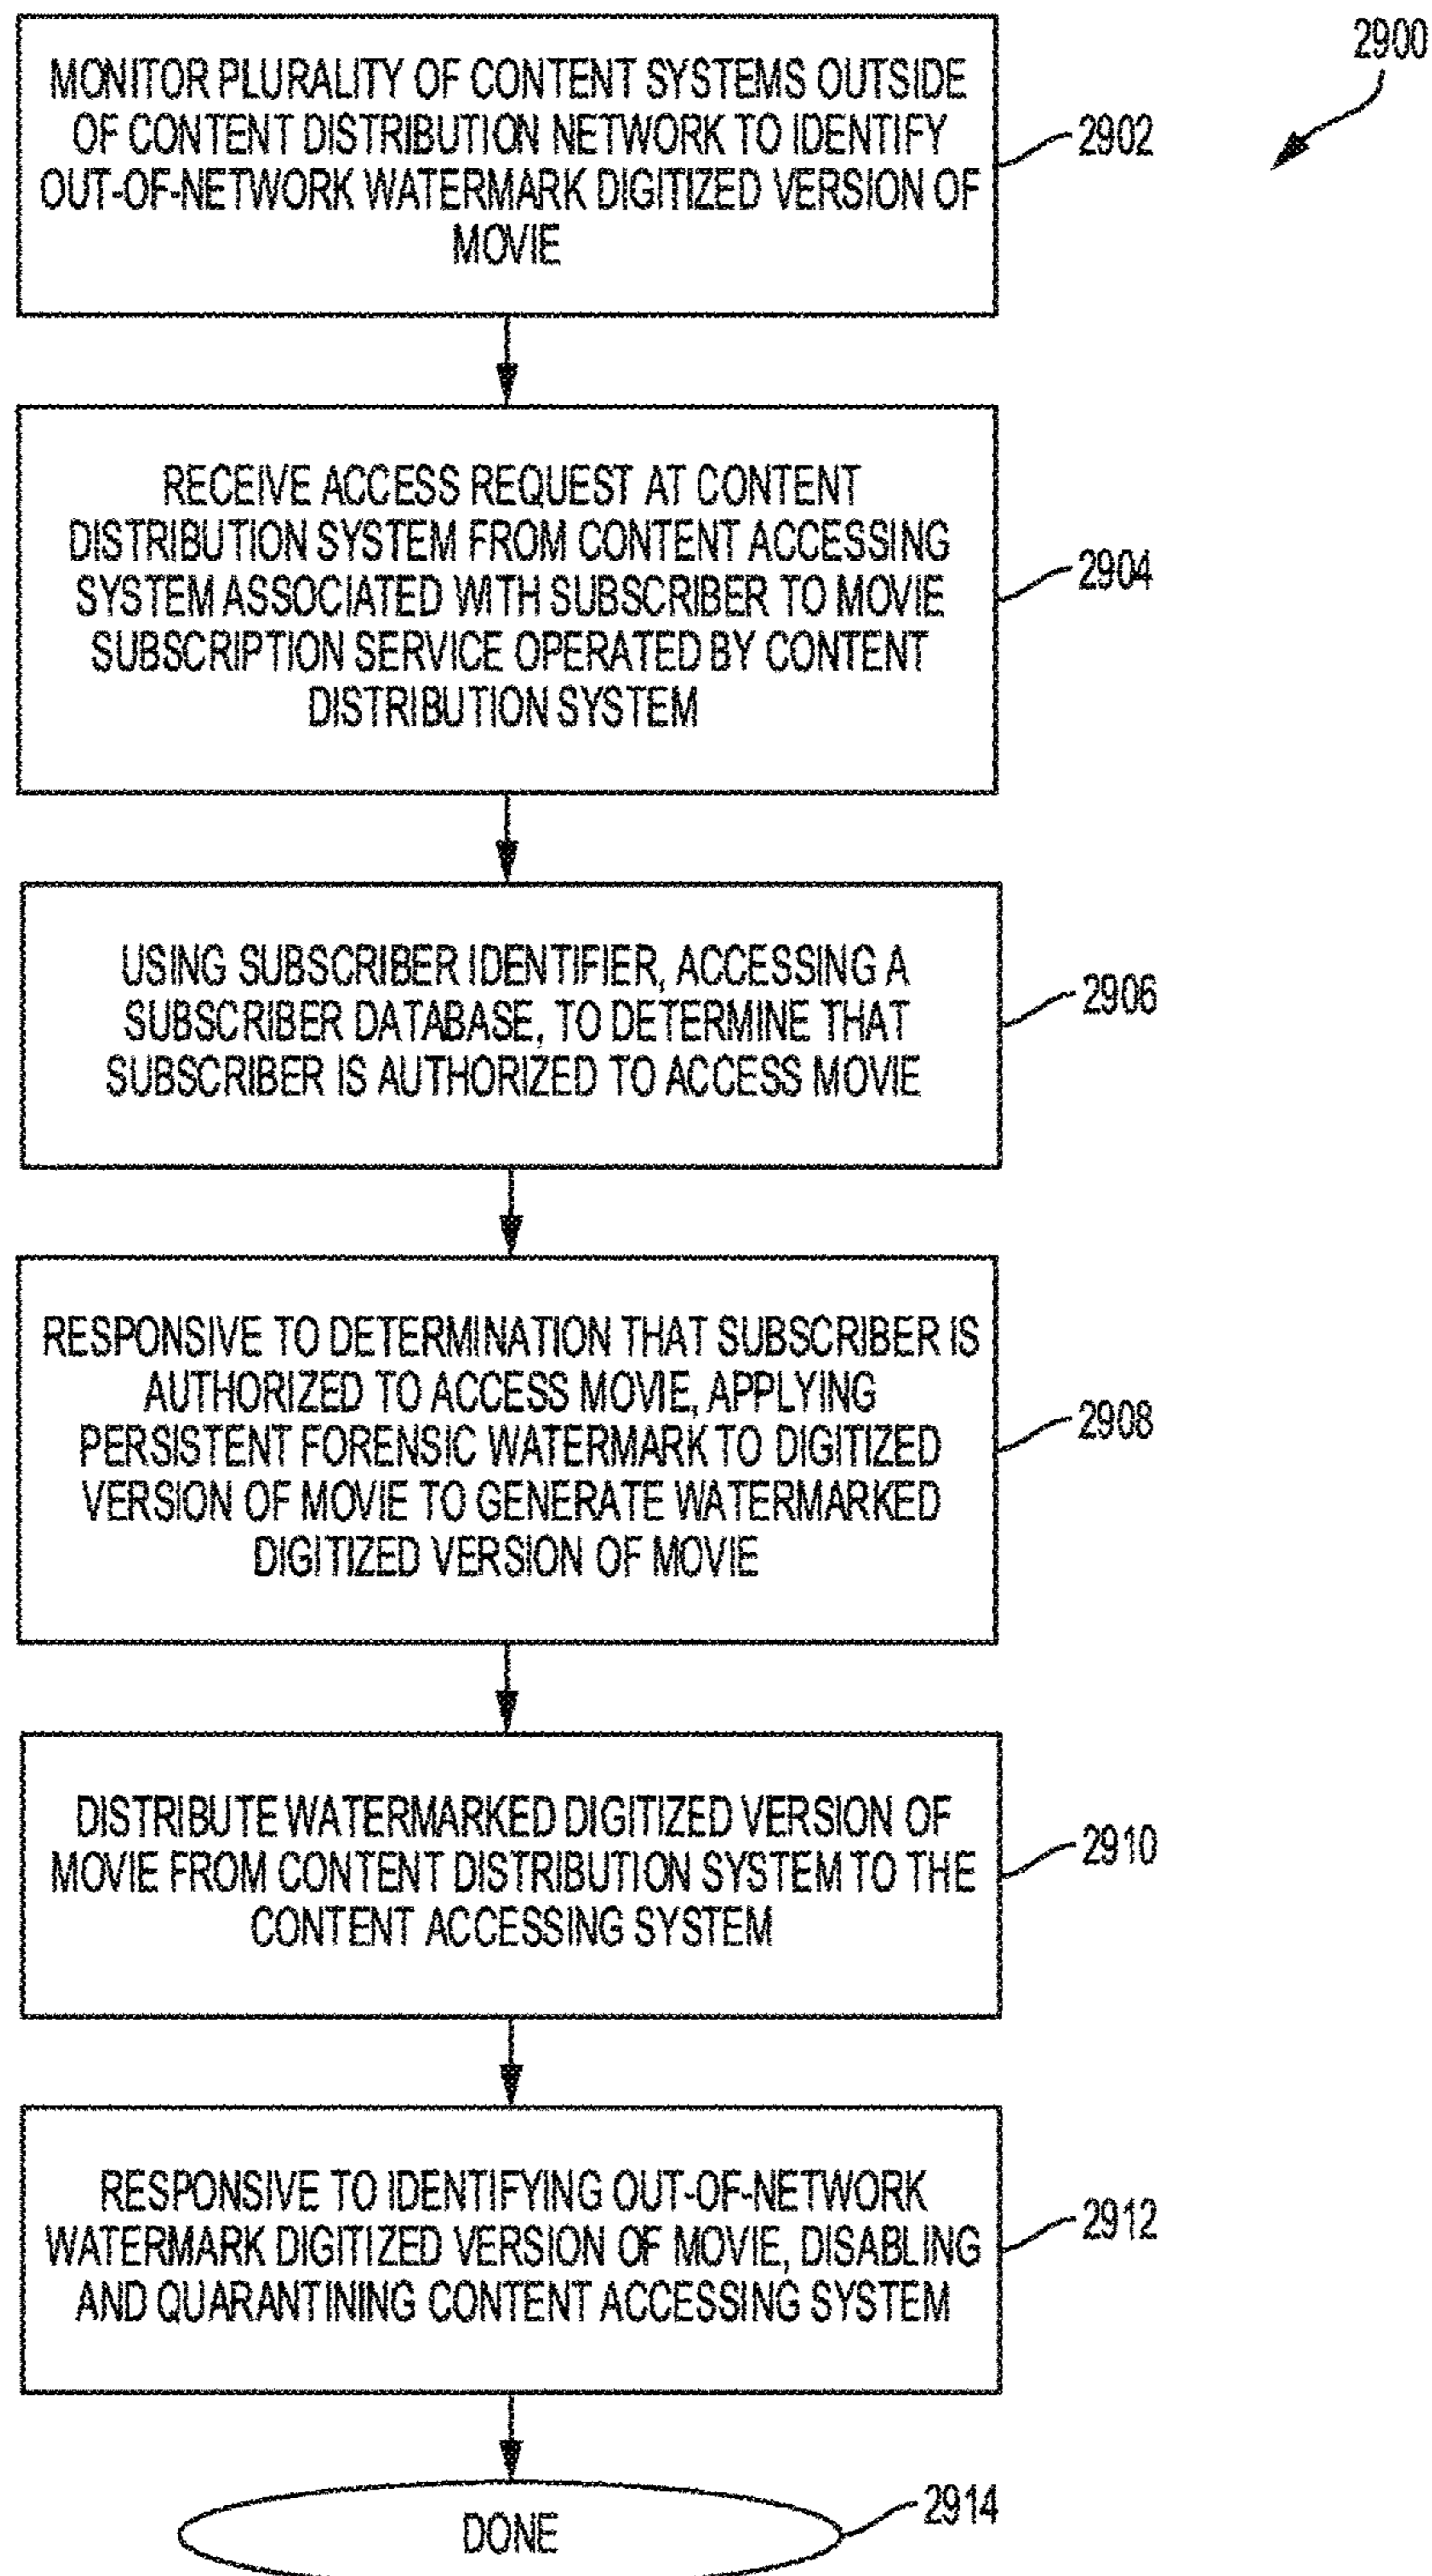 2900
MONITOR PLURALITY OF CONTENT SYSTEMS OUTSIDE
OF CONTENT DISTRIBUTION NETWORK TO IDENTIFY
OUT-OF-NETWORK WATERMARK DIGITIZED VERSION OF
MOVIE
2902
RECEIVE ACCESS REQUEST AT CONTENT
DISTRIBUTION SYSTEM FROM CONTENT ACCESSING
SYSTEM ASSOCIATED WITH SUBSCRIBER TO MOVIE
SUBSCRIPTION SERVICE OPERATED BY CONTENT
DISTRIBUTION SYSTEM
2904
USING SUBSCRIBER IDENTIFIER, ACCESSING A
SUBSCRIBER DATABASE, TO DETERMINE THAT
SUBSCRIBER IS AUTHORIZED TO ACCESS MOVIE
2906
RESPONSIVE TO DETERMINATION THAT SUBSCRIBER IS
AUTHORIZED TO ACCESS MOVIE, APPLYING
PERSISTENT FORENSIC WATERMARK TO DIGITIZED
VERSION OF MOVIE TO GENERATE WATERMARKED
DIGITIZED VERSION OF MOVIE
2908
DISTRIBUTE WATERMARKED DIGITIZED VERSION OF
MOVIE FROM CONTENT DISTRIBUTION SYSTEM TO THE
CONTENT ACCESSING SYSTEM
2910
RESPONSIVE TO IDENTIFYING OUT-OF-NETWORK
WATERMARK DIGITIZED VERSION OF MOVIE, DISABLING
AND QUARANTINING CONTENT ACCESSING SYSTEM
2912
DONE
2914